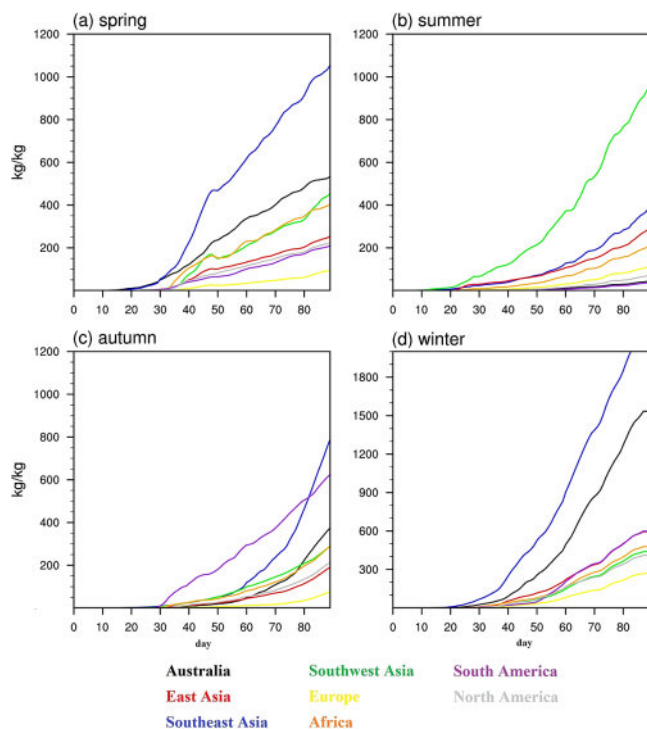 (a) spring
(b) summer
1200
1000
800
600
400
200
kg/kg
0 10 20 30 40 50 60 70 80
1200
1000
800
600
400
200
0 10 20 30 40 50 60 70 80
(c) autumn
(d) winter
1200
1000
800
600
400
200
kg/kg
0 10 20 30 40 50 60 70 80
day
1800
1500
1200
900
600
300
0 10 20 30 40 50 60 70 80
day
Australia Southwest Asia South America
East Asia Europe North America
Southeast Asia Africa